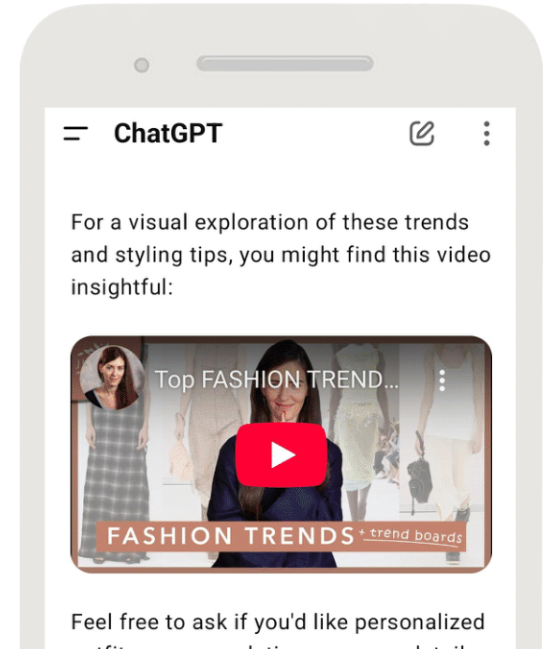 ChatGPT
For a visual exploration of these trends
and styling tips, you might find this video
insightful:
Top FASHION TREND...
FASHION TRENDS + trend boards
Feel free to ask if you'd like personalized